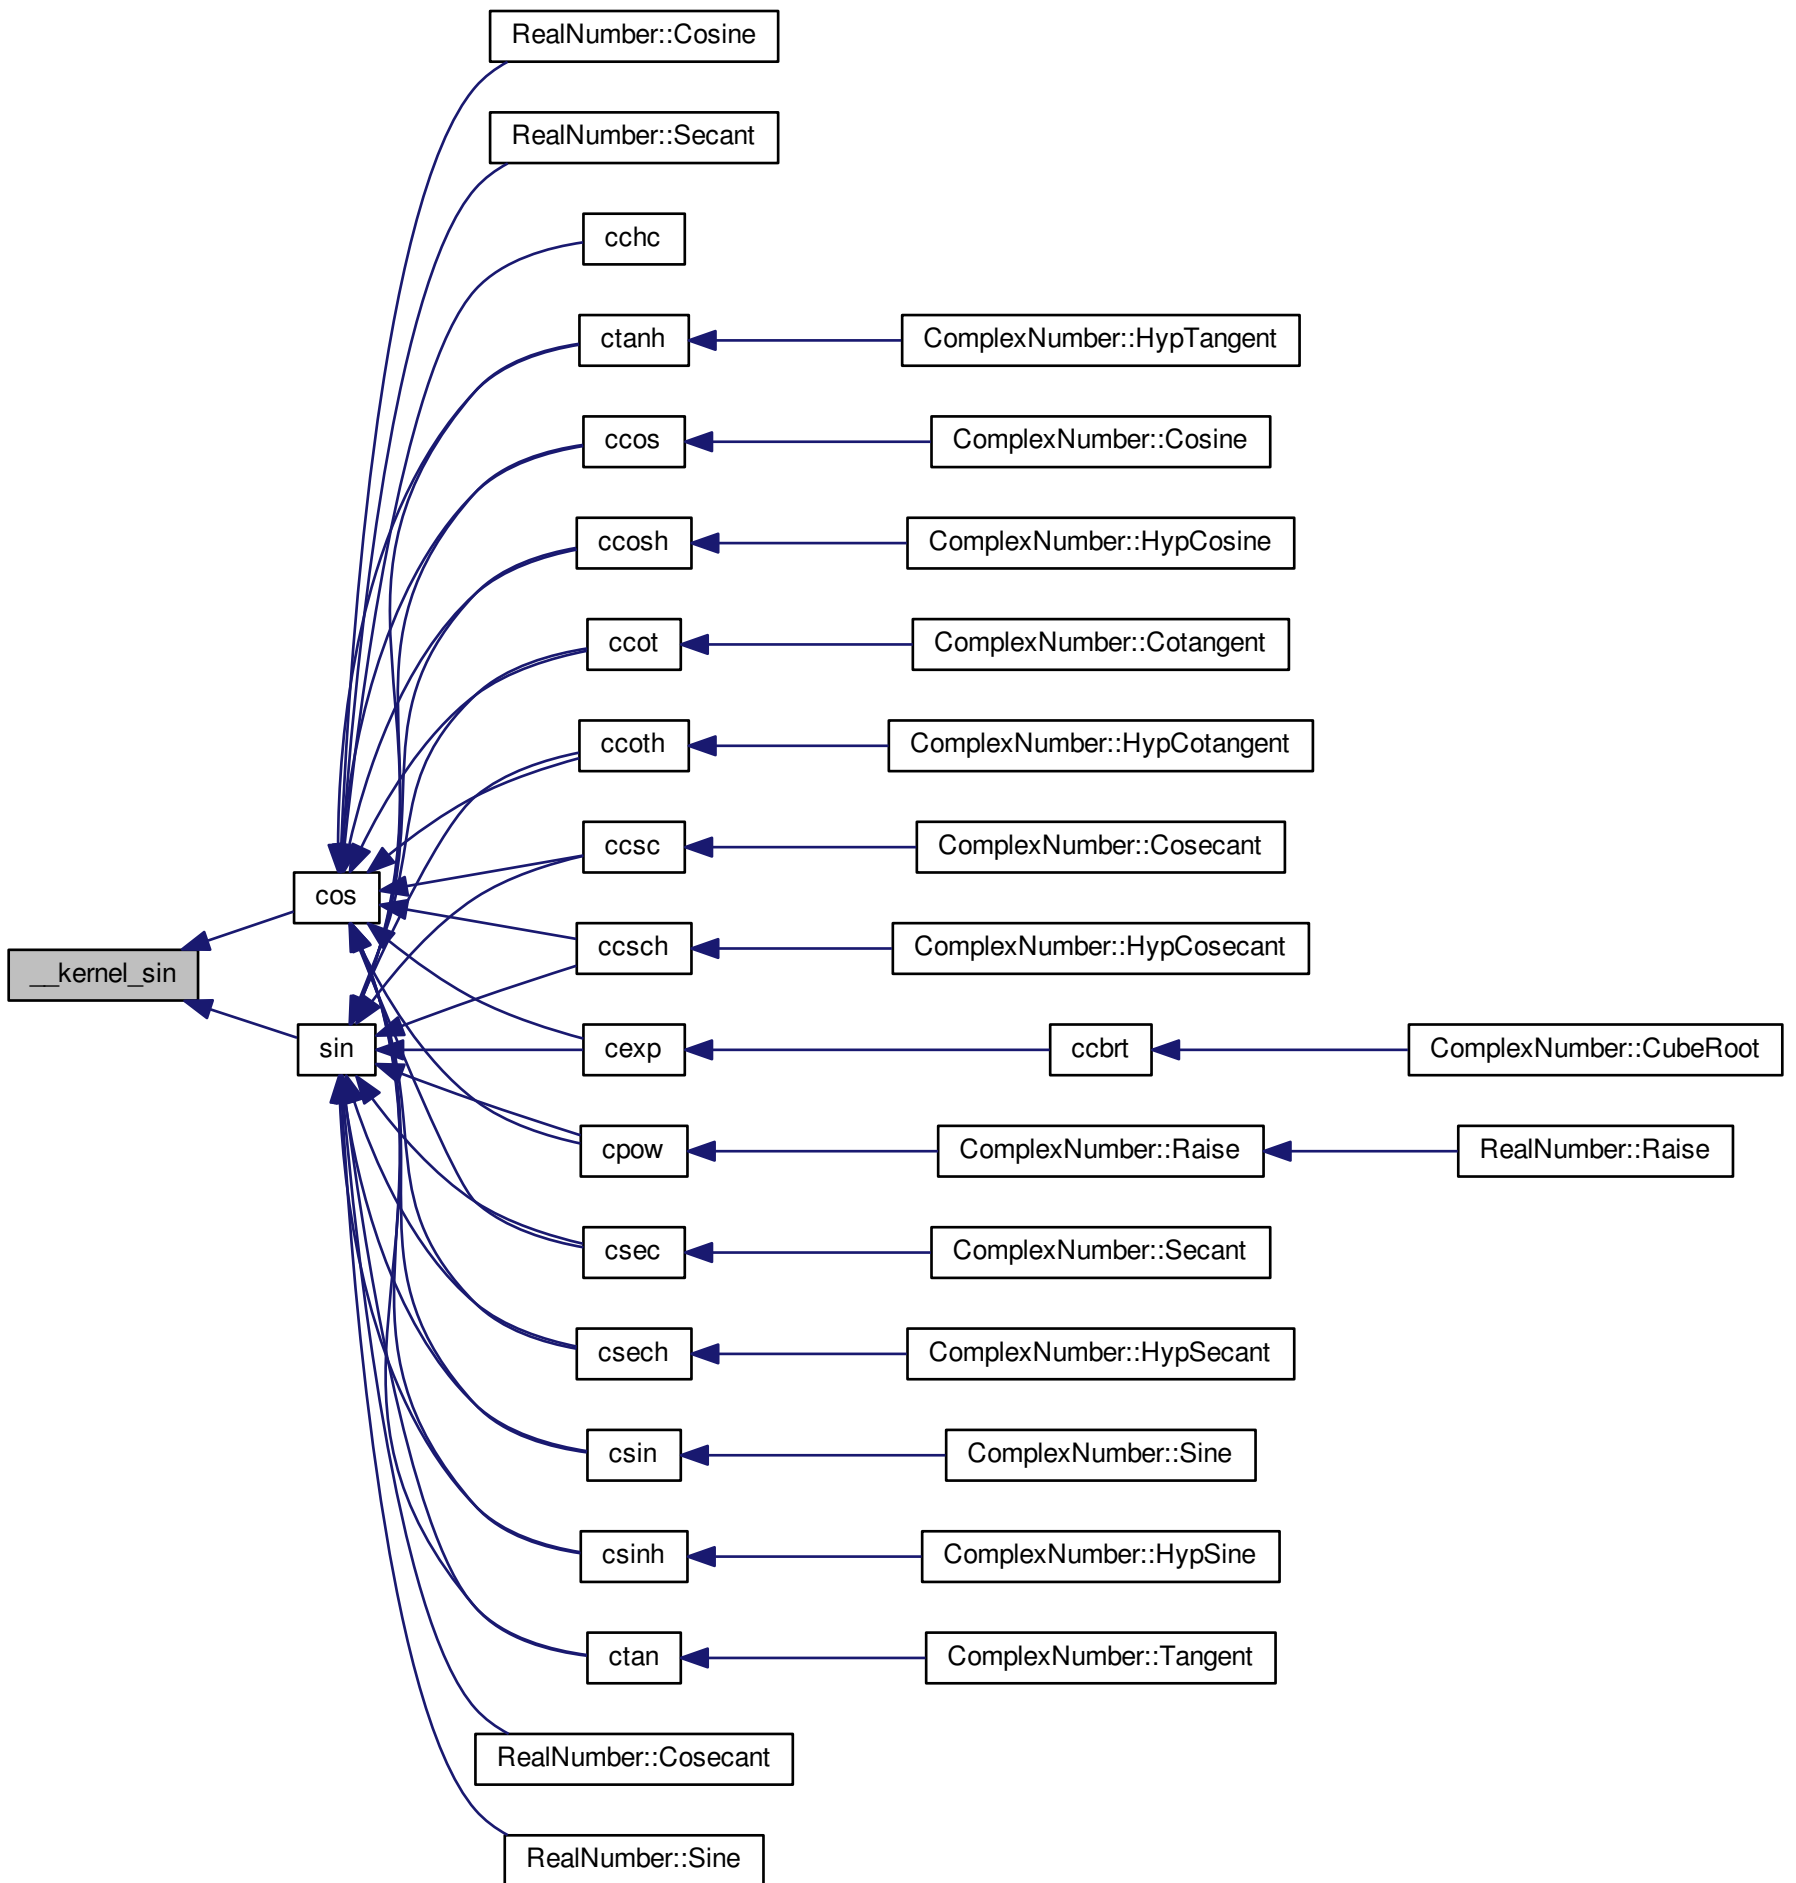 RealNumber::Cosine
RealNumber::Secant
cchc
ctanh
ComplexNumber::HypTangent
ccos
ComplexNumber::Cosine
ccosh
ComplexNumber::HypCosine
ccot
ComplexNumber::Cotangent
ccoth
ComplexNumber::HypCotangent
ccsc
ComplexNumber::Cosecant
cos
ccsch
ComplexNumber::HypCosecant
__kernel_sin
sin
cexp
ccbrt
ComplexNumber::CubeRoot
cpow
ComplexNumber::Raise
RealNumber::Raise
csec
ComplexNumber::Secant
csech
ComplexNumber::HypSecant
csin
ComplexNumber::Sine
csinh
ComplexNumber::HypSine
ctan
ComplexNumber::Tangent
RealNumber::Cosecant
RealNumber::Sine